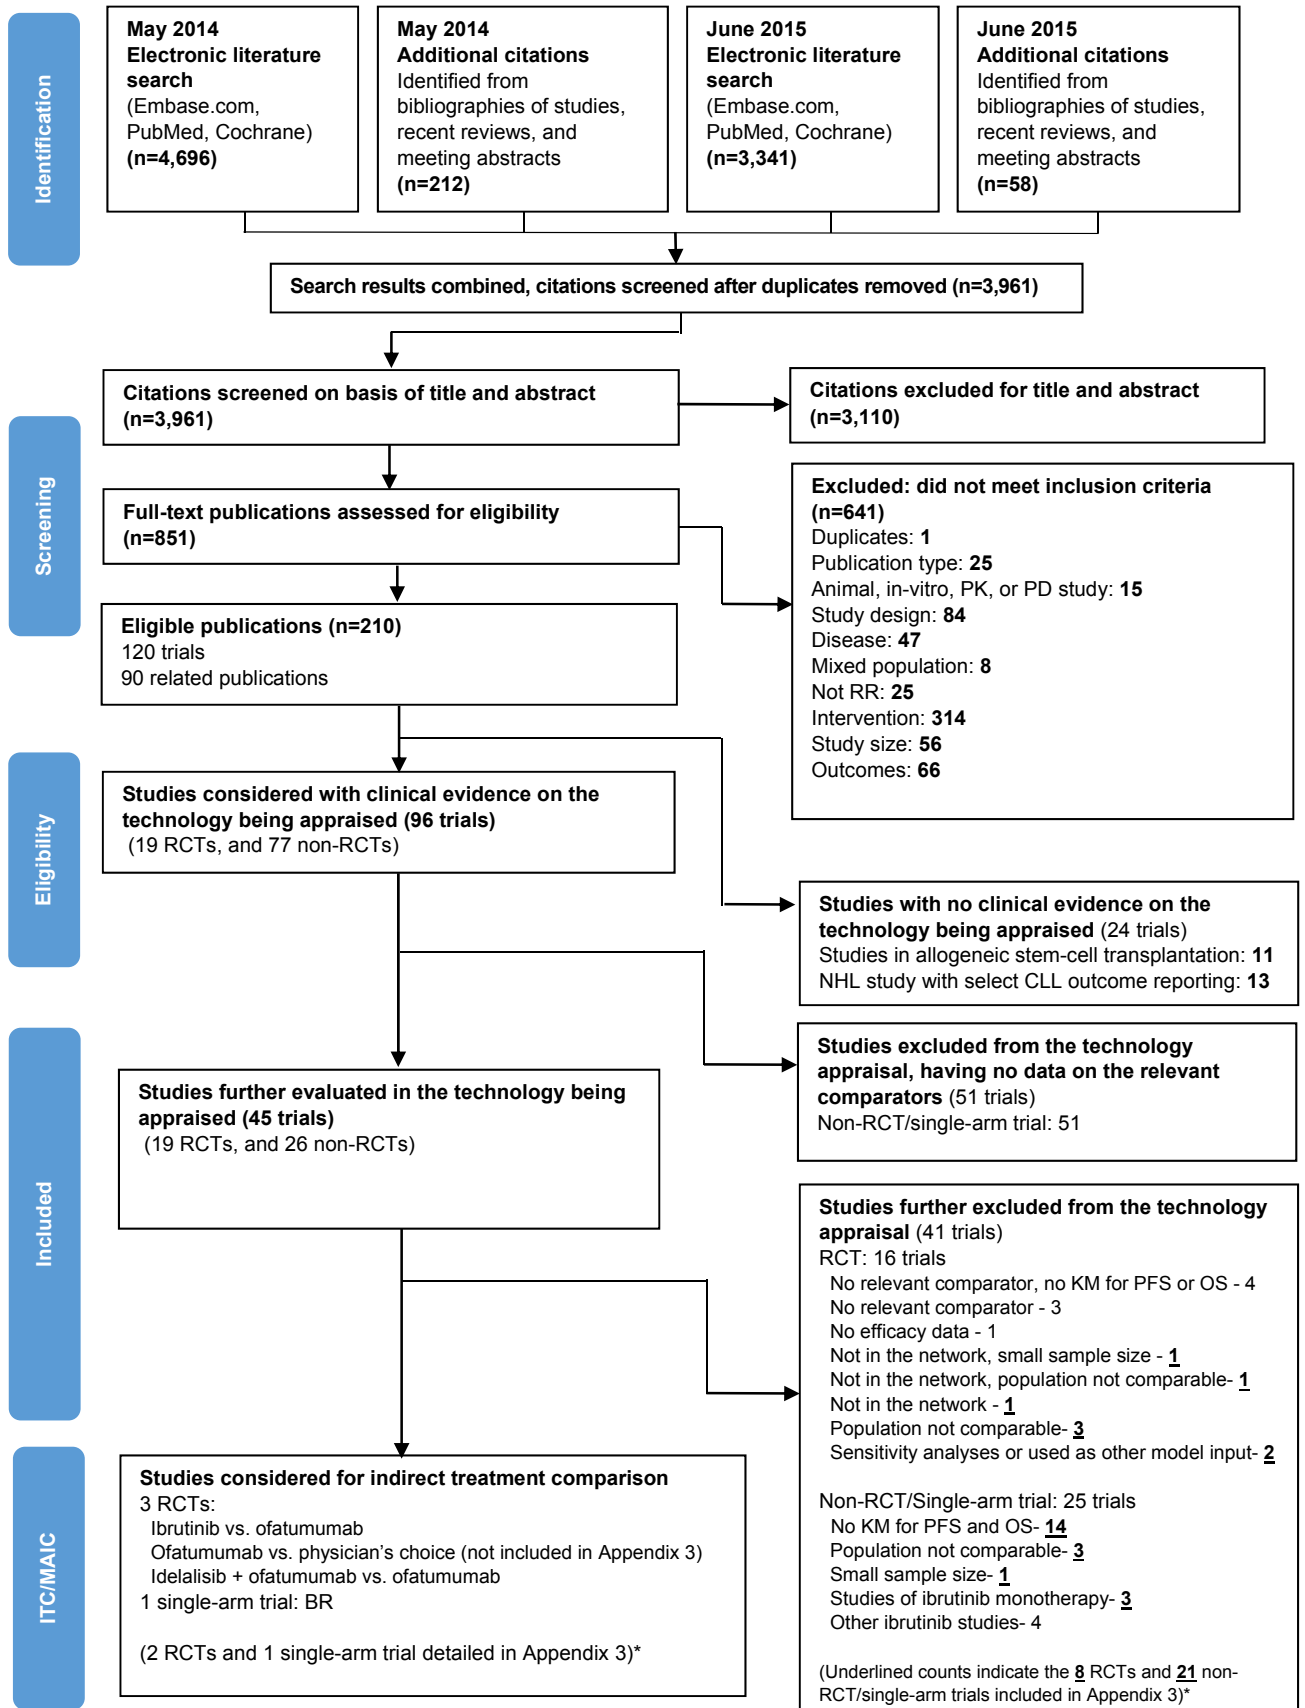 Identification
May 2014
Electronic literature
search
(Embase.com,
PubMed, Cochrane)
(n=4,696)
May 2014
Additional citations
Identified from
bibliographies of studies,
recent reviews, and
meeting abstracts
(n=212)
June 2015
Electronic literature
search
(Embase.com,
PubMed, Cochrane)
(n=3,341)
June 2015
Additional citations
Identified from
bibliographies of studies,
recent reviews, and
meeting abstracts
(n=58)
Search results combined, citations screened after duplicates removed (n=3,961)
Screening
Citations screened on basis of title and abstract
(n=3,961)
Citations excluded for title and abstract
(n=3,110)
Full-text publications assessed for eligibility
(n=851)
Excluded: did not meet inclusion criteria
(n=641)
Duplicates: 1
Publication type: 25
Animal, in-vitro, PK, or PD study: 15
Study design: 84
Disease: 47
Mixed population: 8
Not RR: 25
Intervention: 314
Study size: 56
Outcomes: 66
Eligible publications (n=210)
120 trials
90 related publications
Eligibility
Studies considered with clinical evidence on the
technology being appraised (96 trials)
(19 RCTs, and 77 non-RCTs)
Studies with no clinical evidence on the
technology being appraised (24 trials)
Studies in allogeneic stem-cell transplantation: 11
NHL study with select CLL outcome reporting: 13
Studies excluded from the technology
appraisal, having no data on the relevant
comparators (51 trials)
Non-RCT/single-arm trial: 51
Included
Studies further evaluated in the technology being
appraised (45 trials)
(19 RCTs, and 26 non-RCTs)
Studies further excluded from the technology
appraisal (41 trials)
RCT: 16 trials
No relevant comparator, no KM for PFS or OS - 4
No relevant comparator - 3
No efficacy data - 1
Not in the network, small sample size - 1
Not in the network, population not comparable- 1
Not in the network - 1
Population not comparable- 3
Sensitivity analyses or used as other model input- 2
Non-RCT/Single-arm trial: 25 trials
No KM for PFS and OS- 14
Population not comparable- 3
Small sample size- 1
Studies of ibrutinib monotherapy- 3
Other ibrutinib studies- 4
(Underlined counts indicate the 8 RCTs and 21 non-
RCT/single-arm trials included in Appendix 3)*
ITC/MAIC
Studies considered for indirect treatment comparison
3 RCTs:
Ibrutinib vs. ofatumumab
Ofatumumab vs. physician's choice (not included in Appendix 3)
Idelalisib + ofatumumab vs. ofatumumab
1 single-arm trial: BR
(2 RCTs and 1 single-arm trial detailed in Appendix 3)*